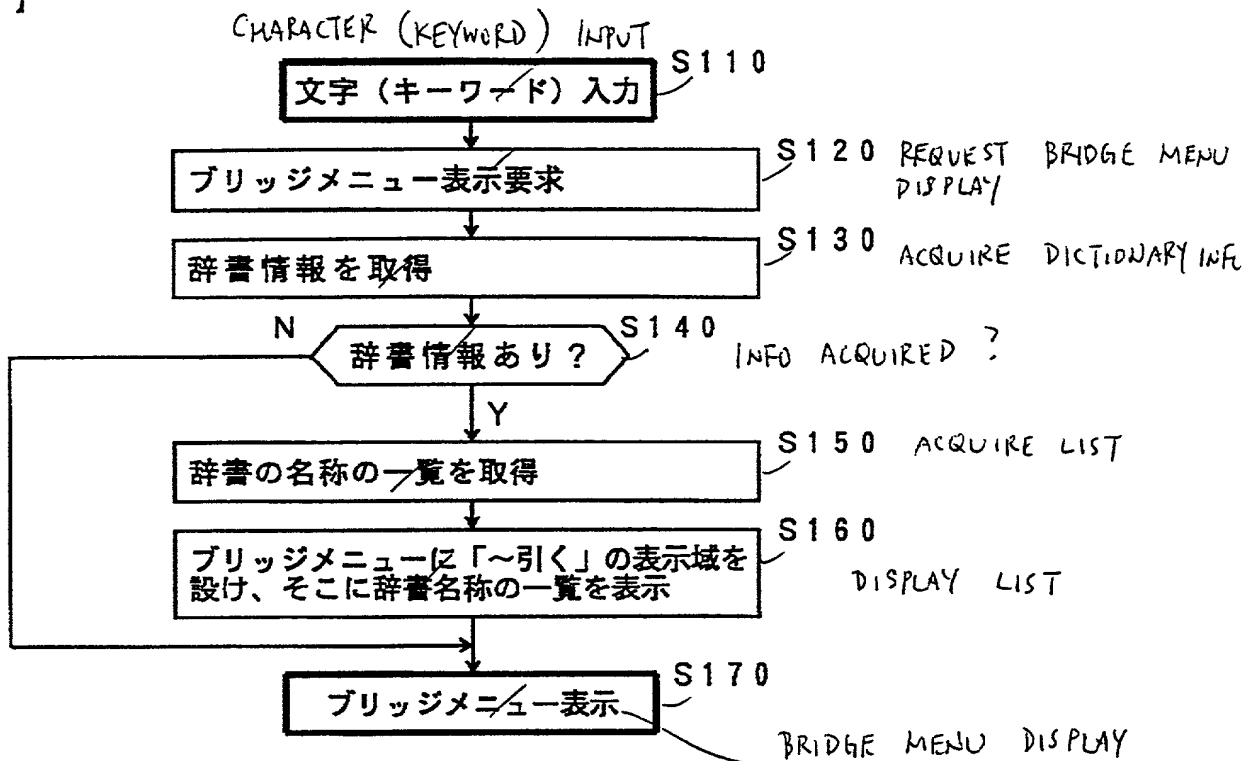 CHARACTER (KEYWORD) INPUT
S110
文字（キーワード）入力
S120 REQUEST BRIDGE MENU
DISPLAY
ブリッジメニュー表示要求
S130 ACQUIRE DICTIONARY INFO
辞書情報を取得
N
S140
辞書情報あり？
INFO ACQUIRED ?
Y
S150 ACQUIRE LIST
辞書の名称の一覧を取得
S160
ブリッジメニューに「～引く」の表示域を
設け、そこに辞書名称の一覧を表示
DISPLAY LIST
S170
ブリッジメニュー表示
BRIDGE MENU DISPLAY